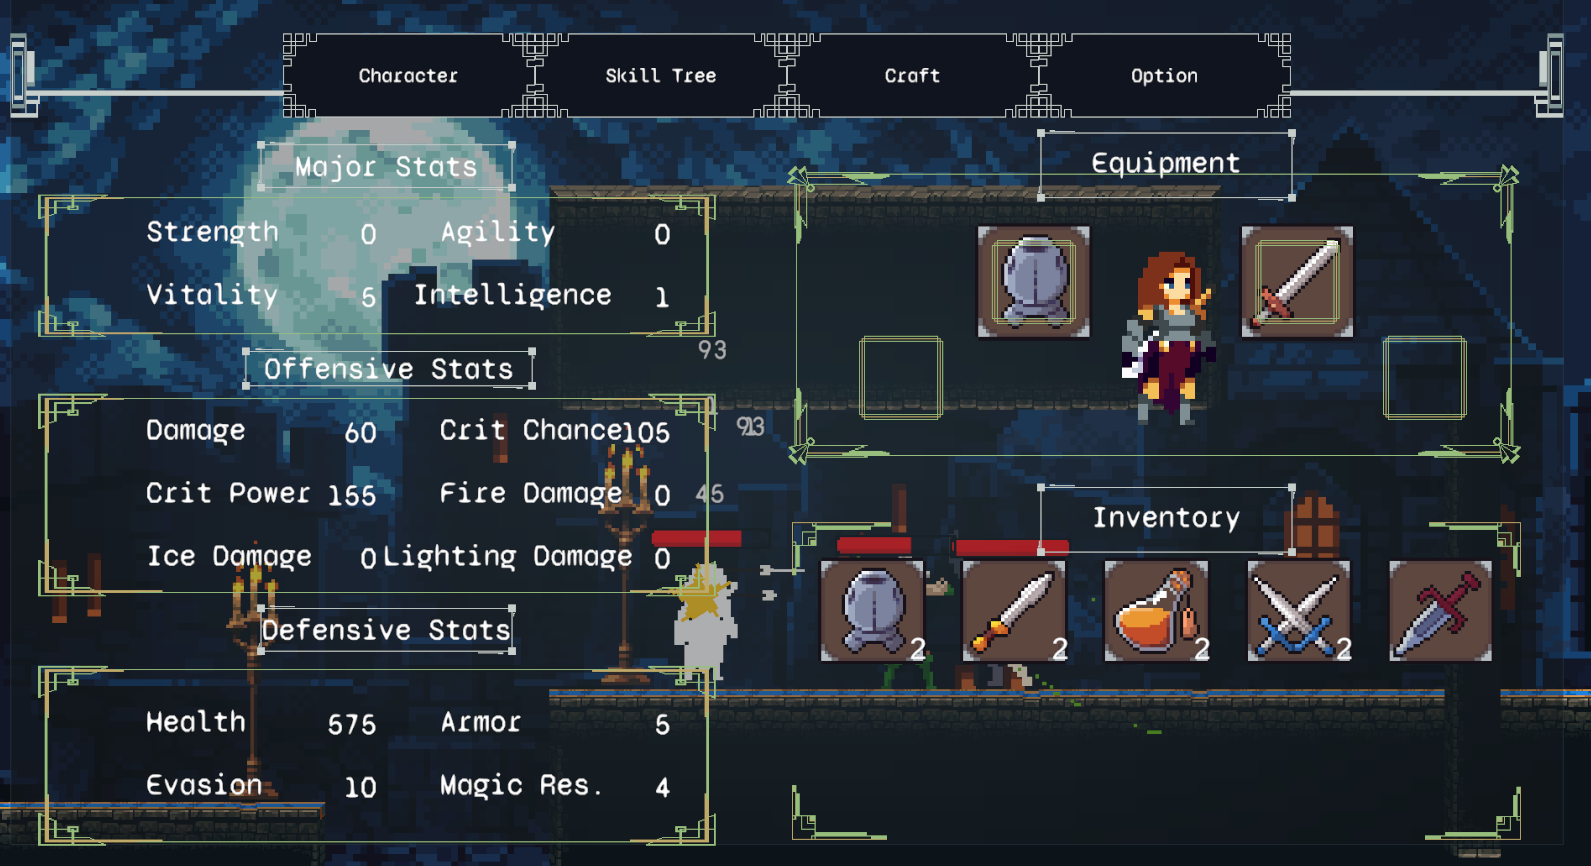 Character Skill Tree Craft Option
Major Stats
Strength 0 Agility 0
Vitality 5 Intelligence 1
Offensive Stats
Damage 60 Crit Chance 105
Crit Power 155 Fire Damage 0
Ice Damage 0 Lighting Damage 0
Defensive Stats
Health 575 Armor 5
Evasion 10 Magic Res. 4
93
45
Equipment
Inventory
2 2 2 2